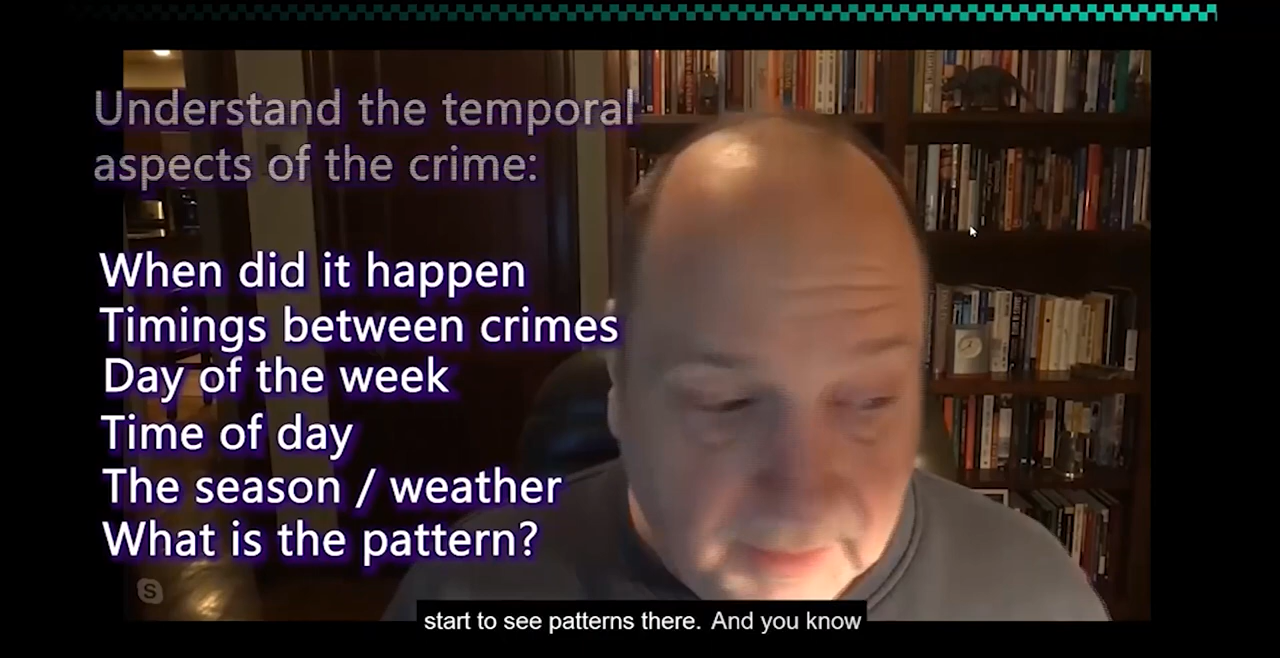 Understand the temporal
aspects of the crime:
When did it happen
Timings between crimes
Day of the week
Time of day
The season / weather
What is the pattern?
S
start to see patterns there. And you know